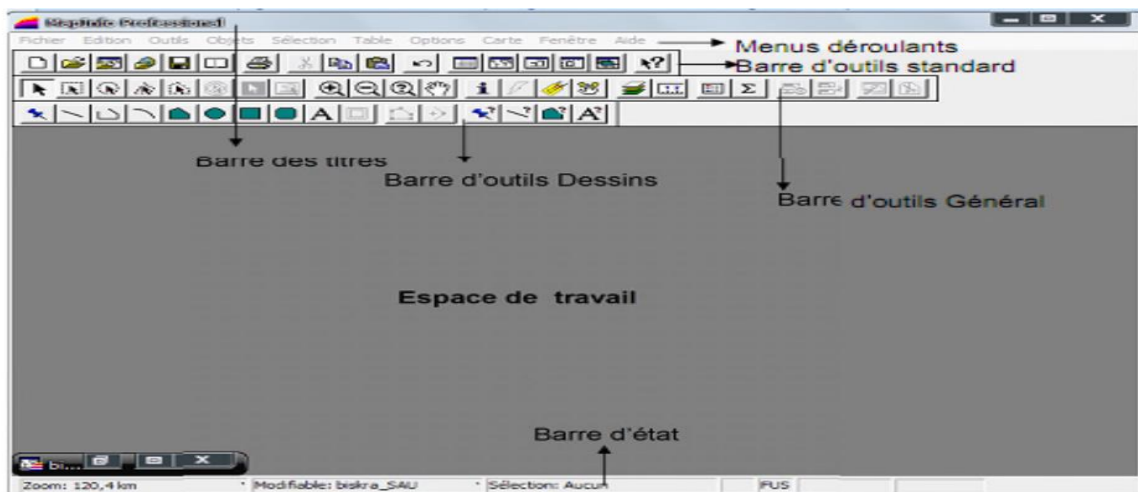 MapInfo Professional
Fichier Edition Outils Objets Sélection Table Options Carte Fenêtre Aide
Menus déroulants
Barre d'outils standard
Barre des titres
Barre d'outils Dessins
Barre d'outils Général
Espace de travail
Barre d'état
bi...
Zoom: 120,4 km Modifiable: biskra_SAU Sélection: Aucun FUS